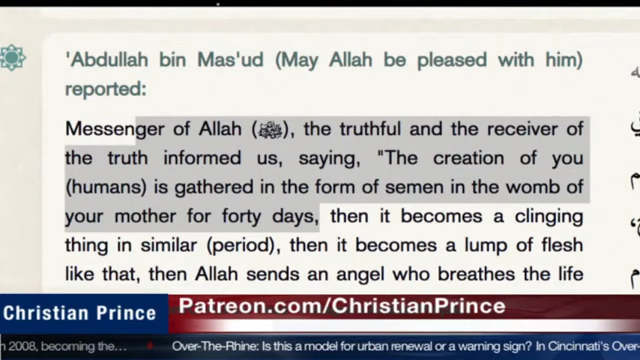 'Abdullah bin Mas'ud (May Allah be pleased with him)
reported:
Messenger of Allah (ﷺ), the truthful and the receiver of
the truth informed us, saying, "The creation of you
(humans) is gathered in the form of semen in the womb of
your mother for forty days, then it becomes a clinging
thing in similar (period), then it becomes a lump of flesh
like that, then Allah sends an angel who breathes the life
Christian Prince
Patreon.com/ChristianPrince
n 2008, becoming the... Over-The-Rhine: Is this a model for urban renewal or a warning sign? In Cincinnati's Over-